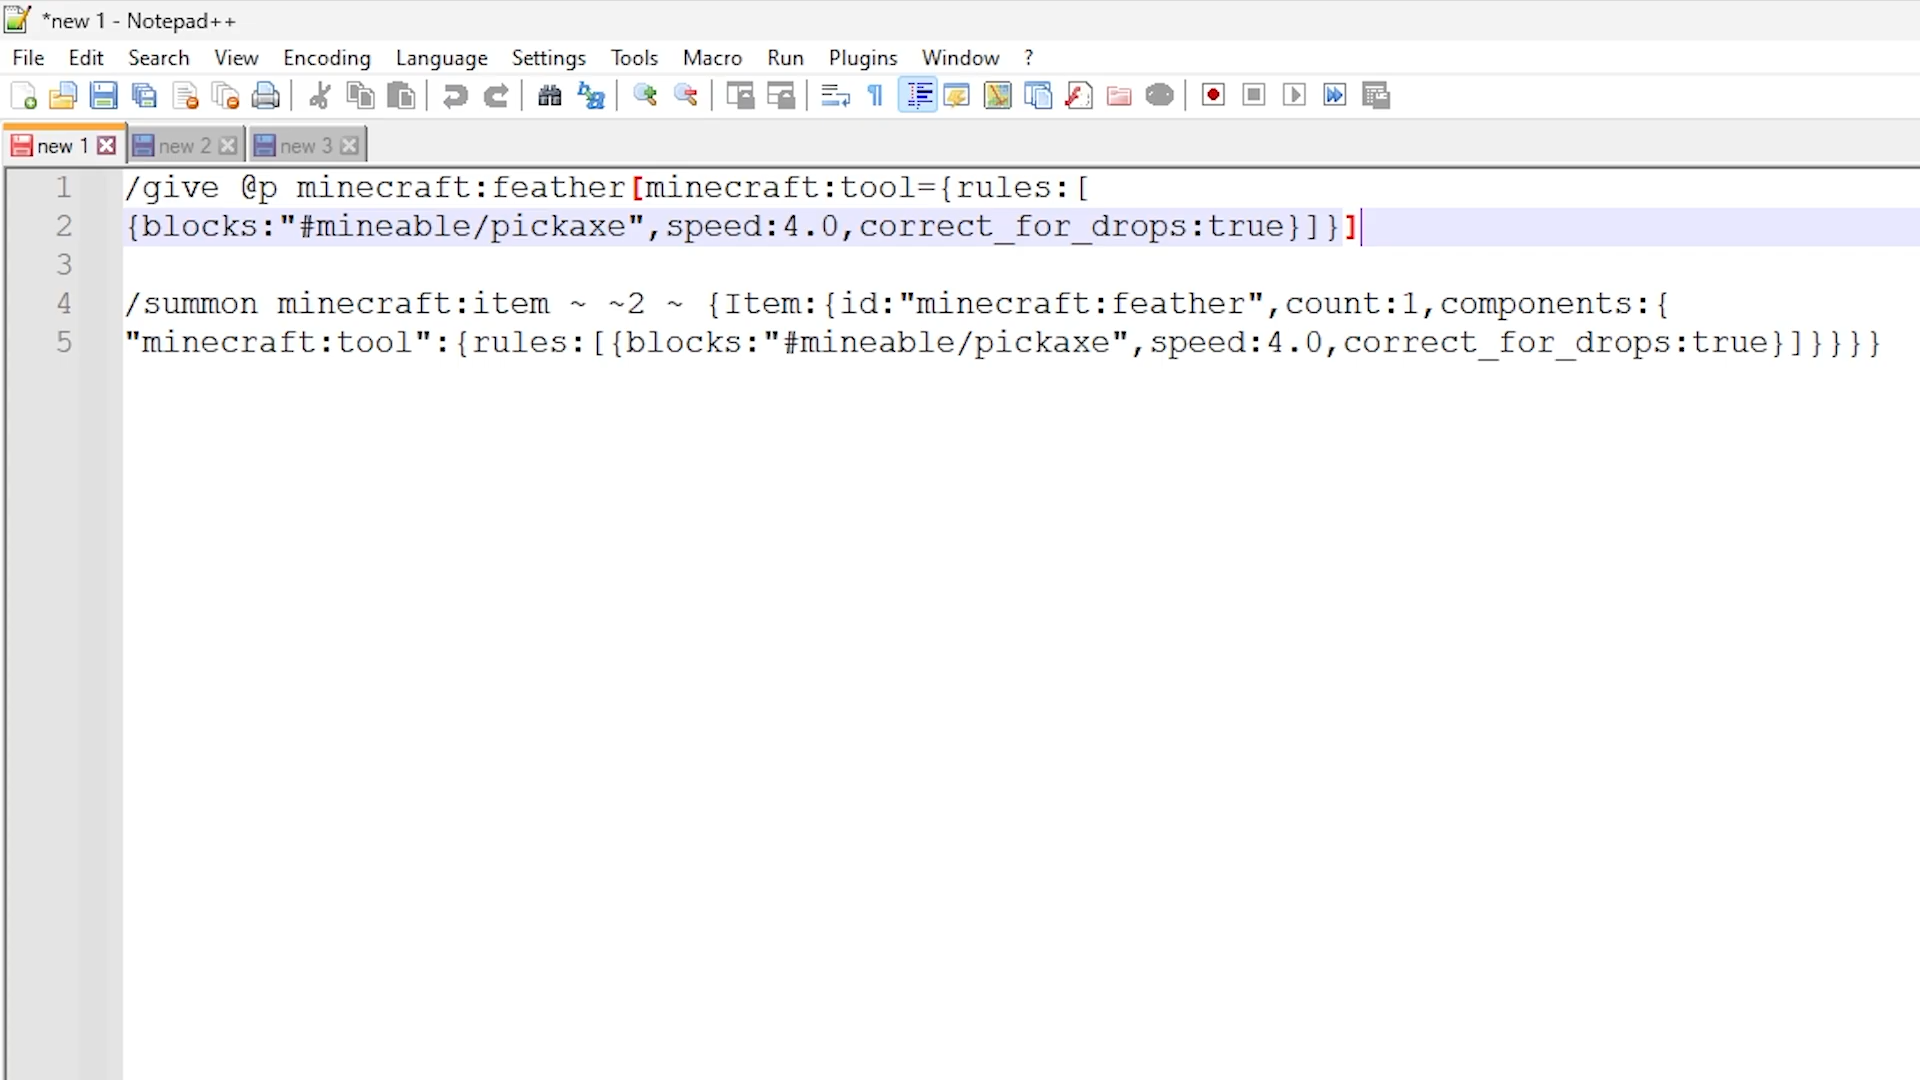 *new 1 - Notepad++
File Edit Search View Encoding Language Settings Tools Macro Run Plugins Window ?
new 1 new 2 new 3
1 /give @p minecraft:feather[minecraft:tool={rules:[
2 {blocks:"#mineable/pickaxe",speed:4.0,correct_for_drops:true}]}]
3
4 /summon minecraft:item ~ ~2 ~ {Item:{id:"minecraft:feather",count:1,components:{
5 "minecraft:tool":{rules:[{blocks:"#mineable/pickaxe",speed:4.0,correct_for_drops:true}]}}}}